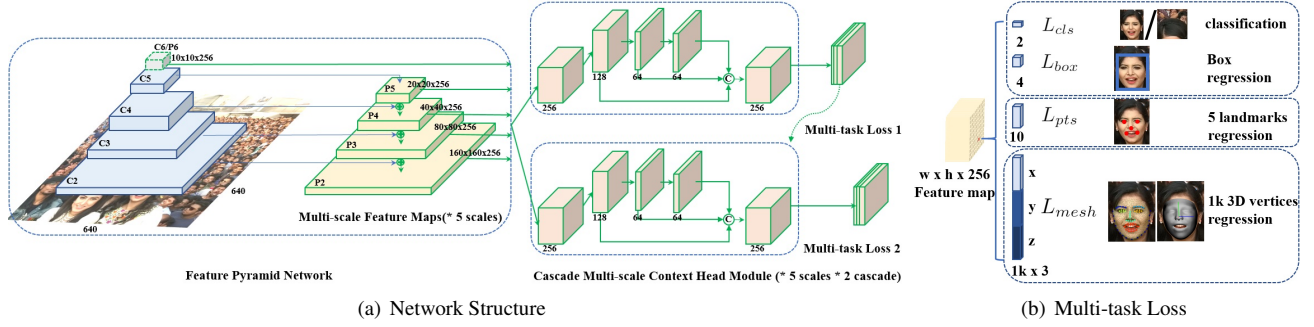 C6/P6
10x10x256
C5
C4
C3
C2
640
640
P5
20x20x256
P4
40x40x256
P3
80x80x256
P2
160x160x256
Multi-scale Feature Maps(* 5 scales)
Feature Pyramid Network
256
128
64
64
C
256
Multi-task Loss 1
256
128
64
64
C
256
Multi-task Loss 2
Cascade Multi-scale Context Head Module (* 5 scales * 2 cascade)
(a) Network Structure
w x h x 256
Feature map
2
L_cls
/
classification
4
L_box
Box
regression
10
L_pts
5 landmarks
regression
x
y
z
L_mesh
1k 3D vertices
regression
1k x 3
(b) Multi-task Loss